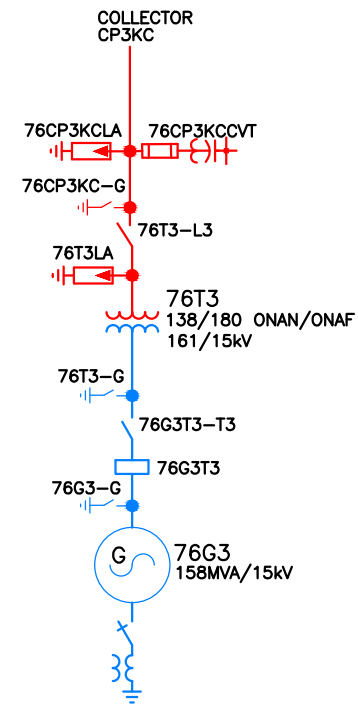 COLLECTOR
CP3KC
76CP3KCLA
76CP3KCCVT
76CP3KC-G
76T3-L3
76T3LA
76T3
138/180 ONAN/ONAF
161/15kV
76T3-G
76G3T3-T3
76G3T3
76G3-G
G
76G3
158MVA/15kV